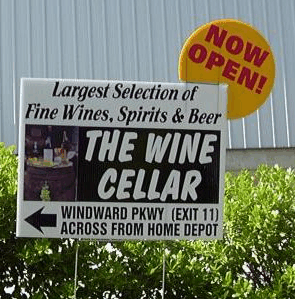 NOW
OPEN!
Largest Selection of
Fine Wines, Spirits & Beer
THE WINE
CELLAR
WINDWARD PKWY (EXIT 11)
ACROSS FROM HOME DEPOT